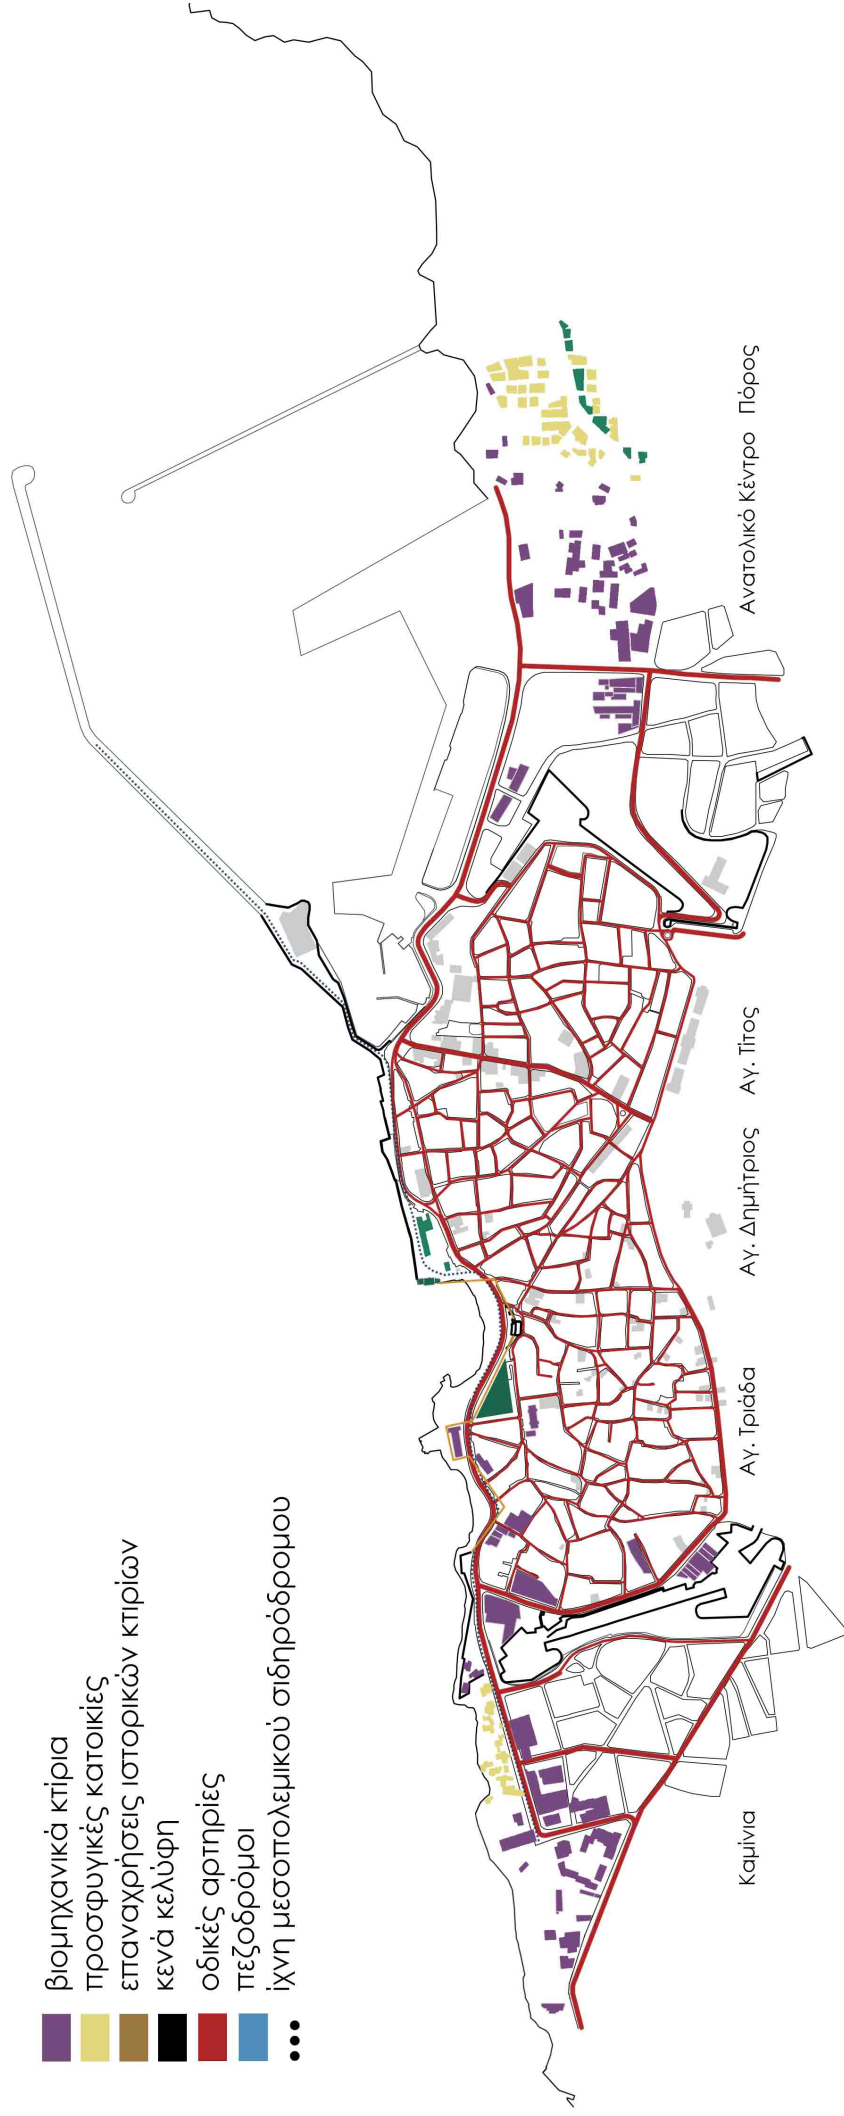 βιομηχανικά κτίρια
προσφυγικές κατοικίες
επαναχρήσεις ιστορικών κτιρίων
κενά κελύφη
οδικές αρτηρίες
πεζοδρόμοι
ίχνη μεσοπολεμικού σιδηρόδρομου
Καμίνια
Αγ. Τριάδα
Αγ. Δημήτριος
Αγ. Τίτος
Ανατολικό Κέντρο
Πόρος